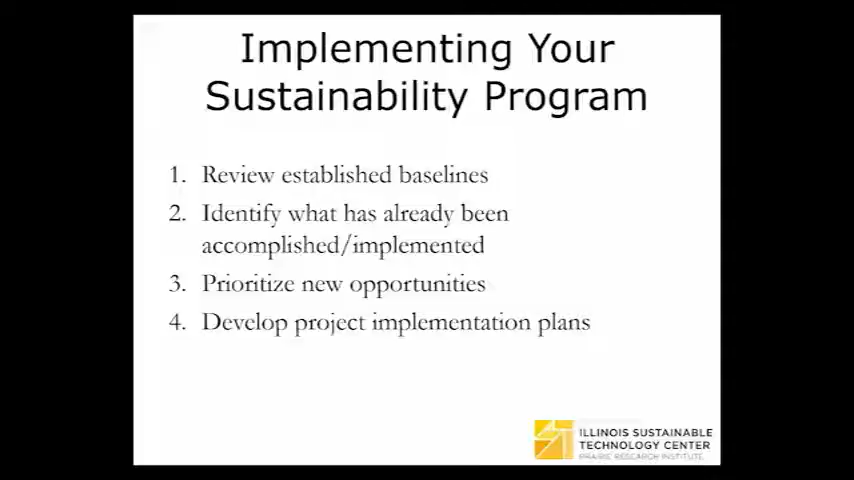 Implementing Your
Sustainability Program
1. Review established baselines
2. Identify what has already been
accomplished/implemented
3. Prioritize new opportunities
4. Develop project implementation plans
ILLINOIS SUSTAINABLE
TECHNOLOGY CENTER
PRAIRIE RESEARCH INSTITUTE